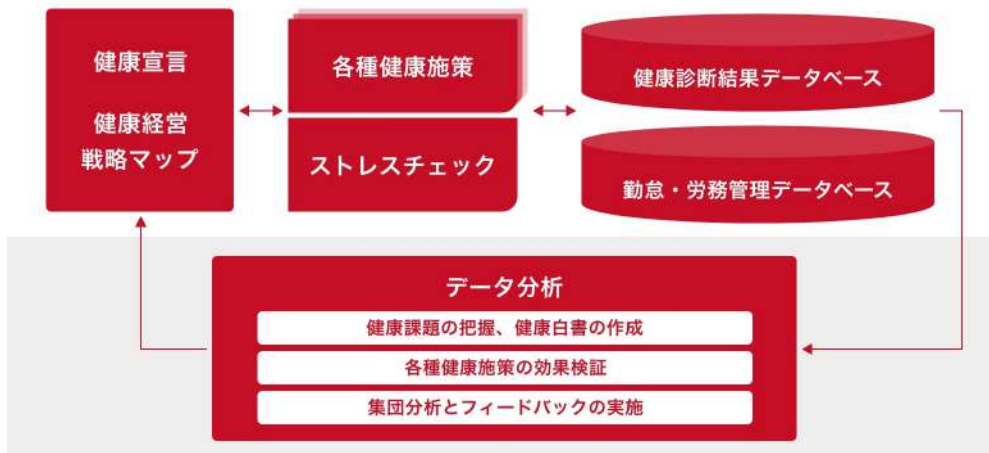 健康宣言
健康経営
戦略マップ
各種健康施策
ストレスチェック
健康診断結果データベース
勤怠・労務管理データベース
データ分析
健康課題の把握、健康白書の作成
各種健康施策の効果検証
集団分析とフィードバックの実施